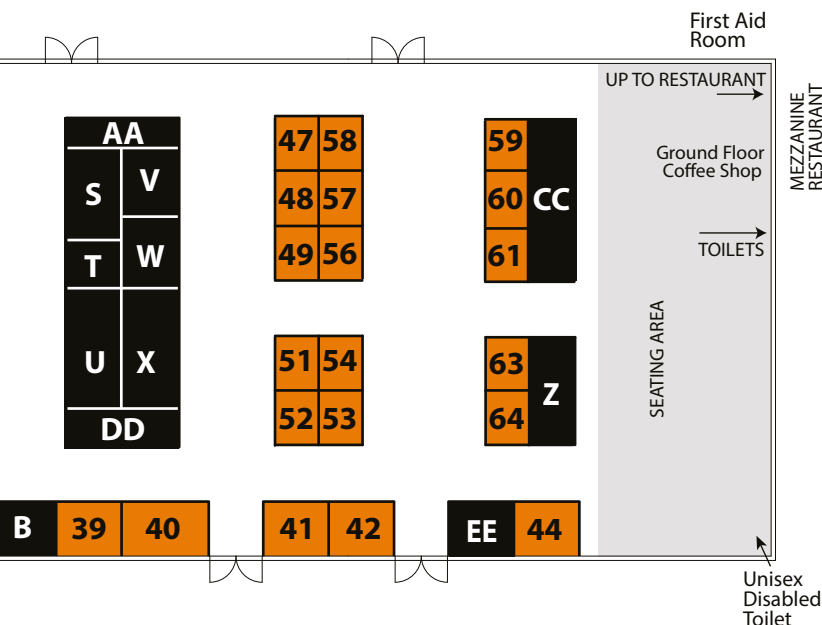 First Aid
Room
UP TO RESTAURANT
MEZZANINE
RESTAURANT
Ground Floor
Coffee Shop
TOILETS
SEATING AREA
AA
S
V
T
W
U
X
DD
47 58
48 57
49 56
51 54
52 53
59
60
61
CC
63
64
Z
B
39
40
41
42
EE
44
Unisex
Disabled
Toilet